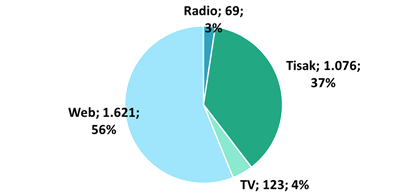 Radio; 69;
3%
Tisak; 1.076;
37%
Web; 1.621;
56%
TV; 123; 4%